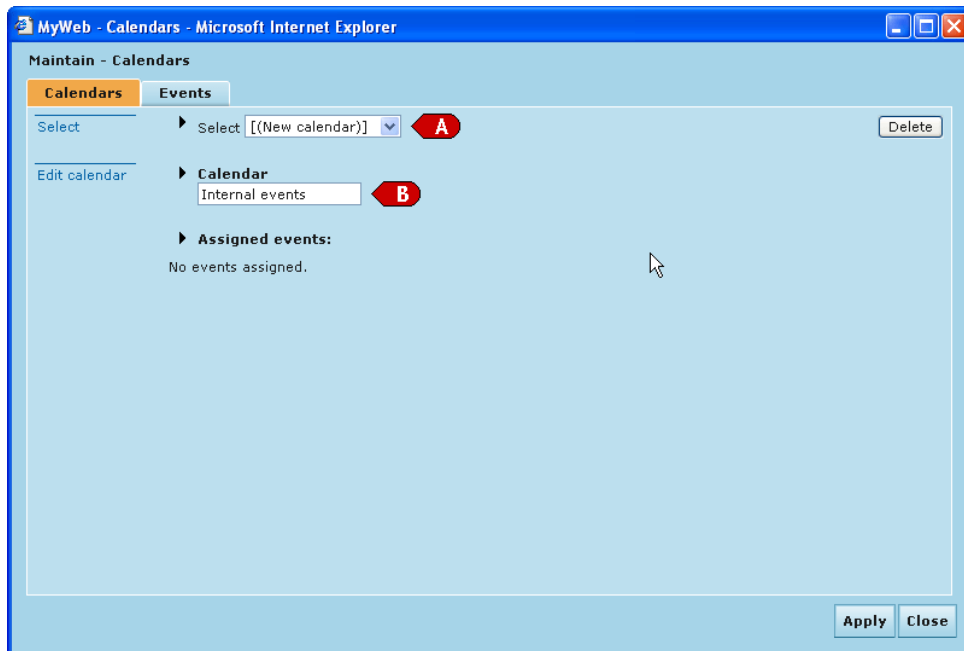 MyWeb - Calendars - Microsoft Internet Explorer
Maintain - Calendars
Calendars Events
Select Select [(New calendar)] A Delete
Edit calendar Calendar
Internal events B
Assigned events:
No events assigned.
Apply Close